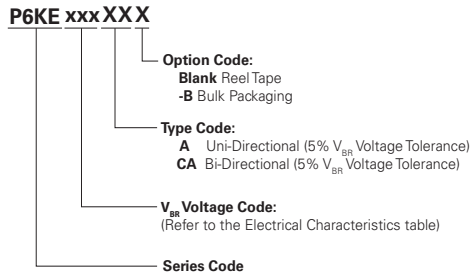 P6KE xxx XX X
Option Code:
Blank Reel Tape
-B Bulk Packaging
Type Code:
A Uni-Directional (5% VBR Voltage Tolerance)
CA Bi-Directional (5% VBR Voltage Tolerance)
VBR Voltage Code:
(Refer to the Electrical Characteristics table)
Series Code